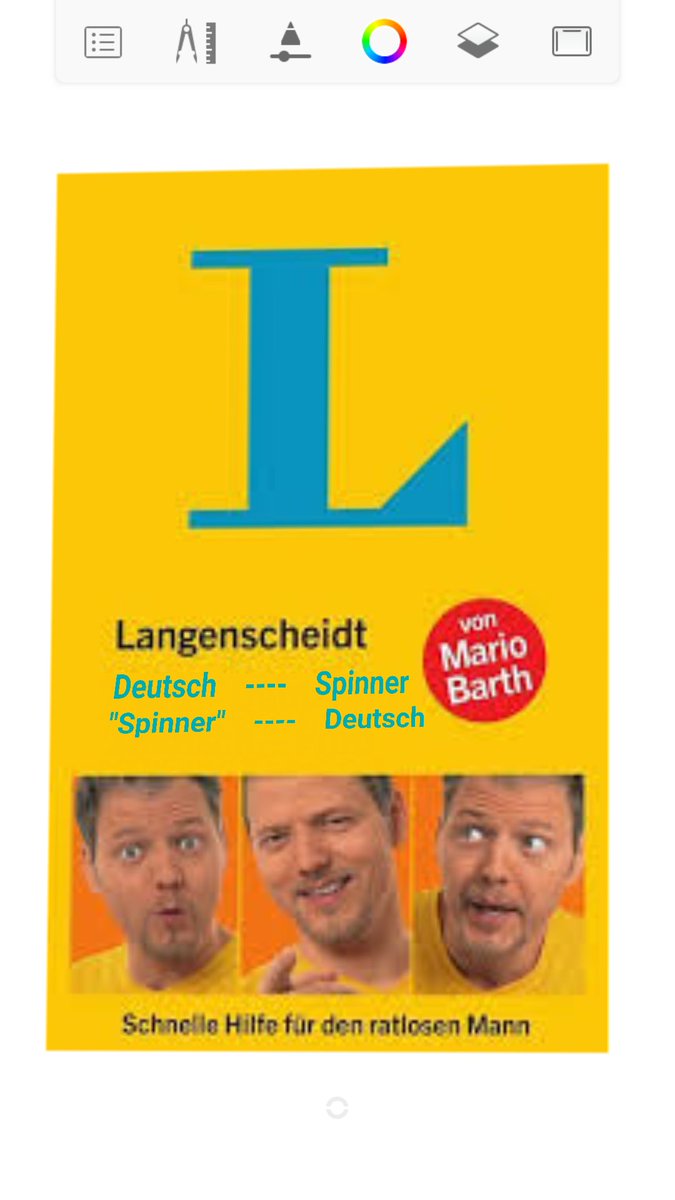 L
Langenscheidt
von
Mario
Barth
Deutsch ---- Spinner
"Spinner" ---- Deutsch
Schnelle Hilfe für den ratlosen Mann